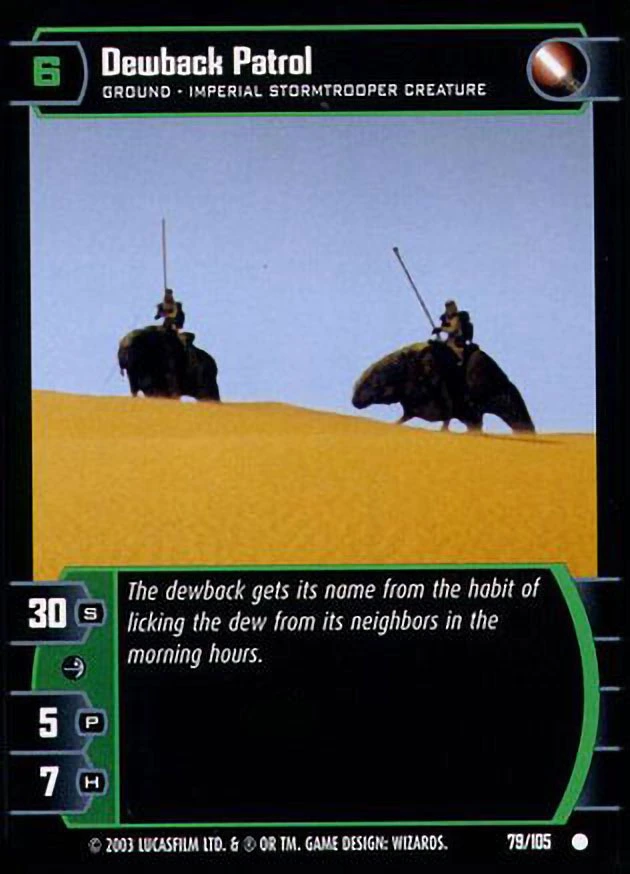 6
Dewback Patrol
GROUND • IMPERIAL STORMTROOPER CREATURE
The dewback gets its name from the habit of
licking the dew from its neighbors in the
morning hours.
30 S
5 P
7 H
© 2003 LUCASFILM LTD. & ® OR TM. GAME DESIGN: WIZARDS.
79/105